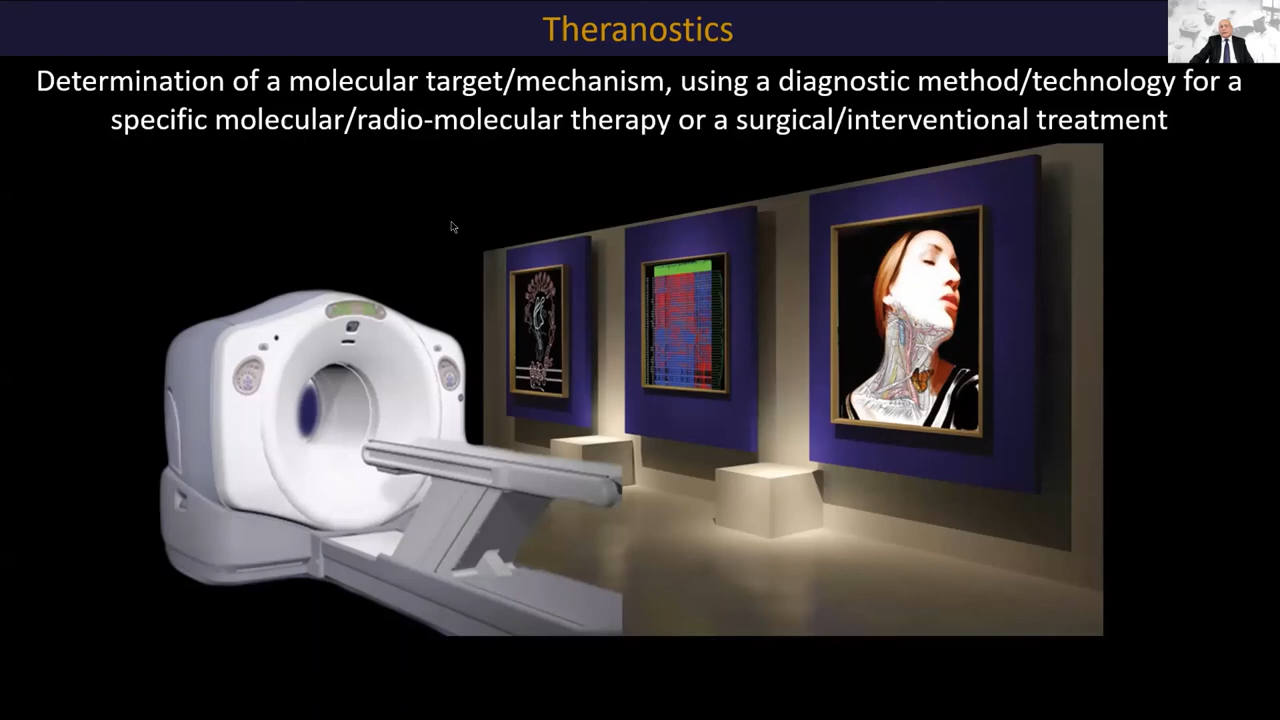 Theranostics
Determination of a molecular target/mechanism, using a diagnostic method/technology for a
specific molecular/radio-molecular therapy or a surgical/interventional treatment